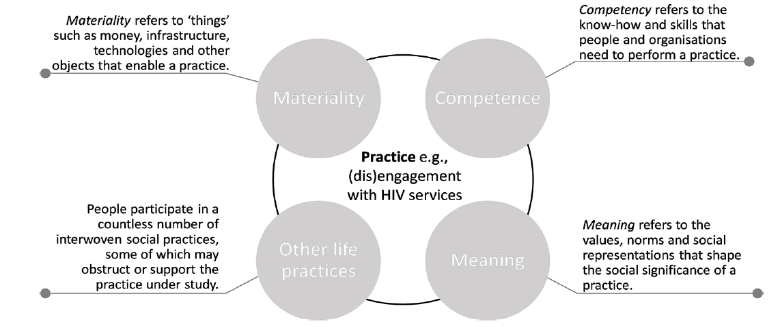 Materiality refers to ‘things’
such as money, infrastructure,
technologies and other
objects that enable a practice.
Competency refers to the
know-how and skills that
people and organisations
need to perform a practice.
Materiality
Competence
Practice e.g.,
(dis)engagement
with HIV services
People participate in a
countless number of
interwoven social practices,
some of which may
obstruct or support the
practice under study.
Other life
practices
Meaning
Meaning refers to the
values, norms and social
representations that shape
the social significance of a
practice.